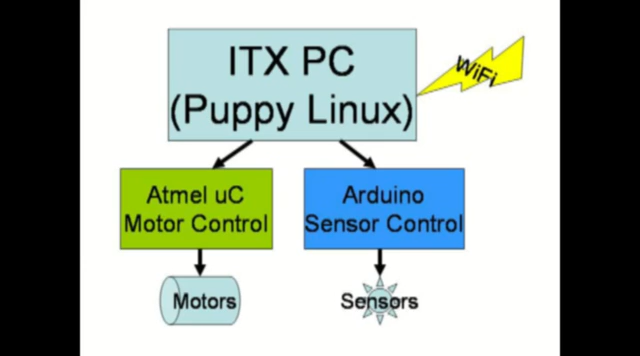 ITX PC
(Puppy Linux)
WiFi
Atmel uC
Motor Control
Arduino
Sensor Control
Motors
Sensors